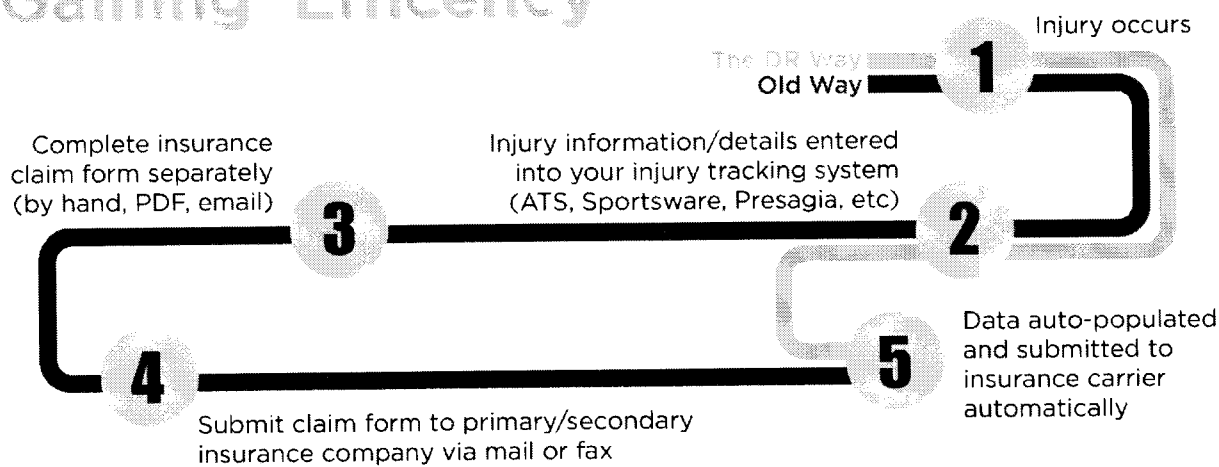 Gaining Efficency
1
Injury occurs
The DR Way
Old Way
Complete insurance
claim form separately
(by hand, PDF, email)
3
Injury information/details entered
into your injury tracking system
(ATS, Sportsware, Presagia, etc)
2
4
Submit claim form to primary/secondary
insurance company via mail or fax
5
Data auto-populated
and submitted to
insurance carrier
automatically